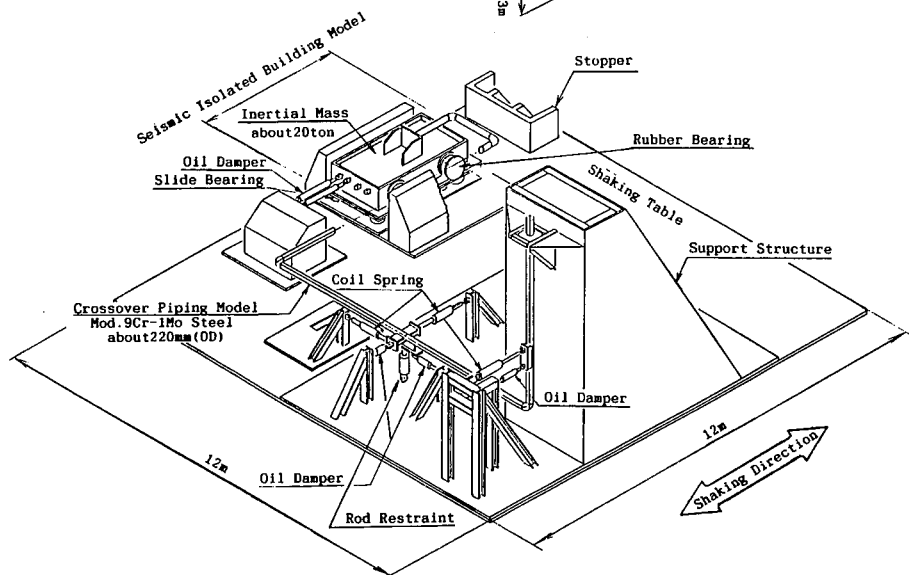 3m
Seismic Isolated Building Model
Stopper
Inertial Mass
about20ton
Rubber Bearing
Oil Damper
Slide Bearing
Shaking Table
Support Structure
Coil Spring
Crossover Piping Model
Mod.9Cr-1Mo Steel
about220mm(OD)
Oil Damper
12m
12m
Shaking Direction
Oil Damper
Rod Restraint